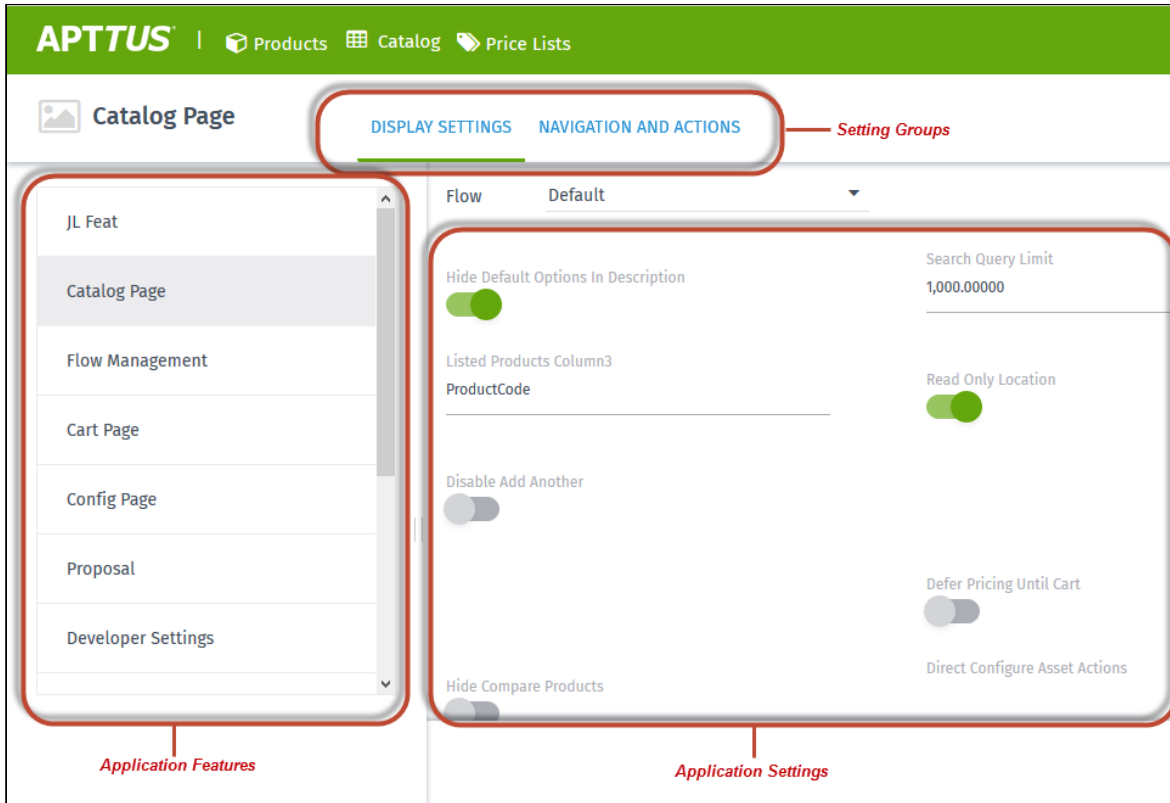 APTTUS | Products Catalog Price Lists
Catalog Page
DISPLAY SETTINGS NAVIGATION AND ACTIONS
Setting Groups
JL Feat
Catalog Page
Flow Management
Cart Page
Config Page
Proposal
Developer Settings
Application Features
Flow Default
Hide Default Options In Description
Search Query Limit
1,000.00000
Listed Products Column3
ProductCode
Read Only Location
Disable Add Another
Defer Pricing Until Cart
Direct Configure Asset Actions
Hide Compare Products
Application Settings